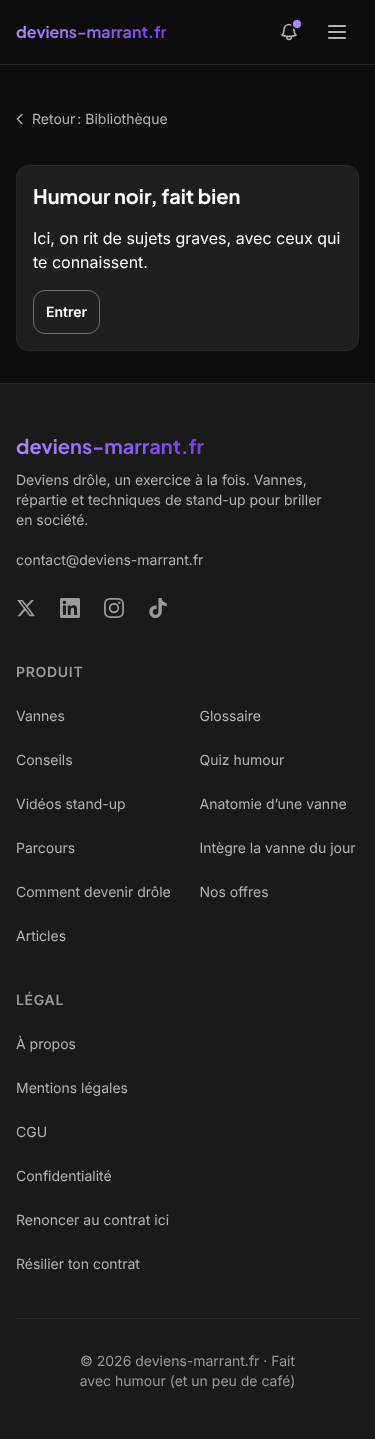 deviens-marrant.fr
Retour : Bibliothèque
Humour noir, fait bien
Ici, on rit de sujets graves, avec ceux qui
te connaissent.
Entrer
deviens-marrant.fr
Deviens drôle, un exercice à la fois. Vannes,
répartie et techniques de stand-up pour briller
en société.
contact@deviens-marrant.fr
PRODUIT
Vannes
Glossaire
Conseils
Quiz humour
Vidéos stand-up
Anatomie d’une vanne
Parcours
Intègre la vanne du jour
Comment devenir drôle
Nos offres
Articles
LÉGAL
À propos
Mentions légales
CGU
Confidentialité
Renoncer au contrat ici
Résilier ton contrat
© 2026 deviens-marrant.fr · Fait
avec humour (et un peu de café)